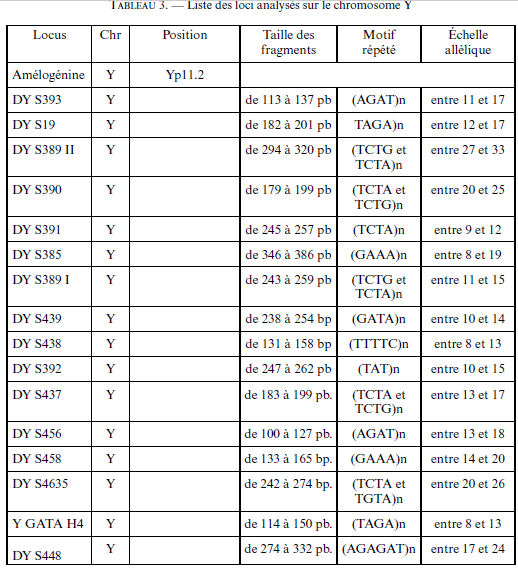 TABLEAU 3. — Liste des loci analysés sur le chromosome Y
Locus Chr Position Taille des fragments Motif répété Échelle allèlique
Amélogénine Y Yp11.2
DY S393 Y de 113 à 137 pb (AGAT)n entre 11 et 17
DY S19 Y de 182 à 201 pb TAGA)n entre 12 et 17
DY S389 II Y de 294 à 320 pb (TCTG et TCTA)n entre 27 et 33
DY S390 Y de 179 à 199 pb (TCTA et TCTG)n entre 20 et 25
DY S391 Y de 245 à 257 pb (TCTA)n entre 9 et 12
DY S385 Y de 346 à 386 pb (GAAA)n entre 8 et 19
DY S389 I Y de 243 à 259 pb (TCTG et TCTA)n entre 11 et 15
DY S439 Y de 238 à 254 bp (GATA)n entre 10 et 14
DY S438 Y de 131 à 158 bp (TTTTC)n entre 8 et 13
DY S392 Y de 247 à 262 pb (TAT)n entre 10 et 15
DY S437 Y de 183 à 199 pb. (TCTA et TCTG)n entre 13 et 17
DY S456 Y de 100 à 127 pb. (AGAT)n entre 13 et 18
DY S458 Y de 133 à 165 bp. (GAAA)n entre 14 et 20
DY S4635 Y de 242 à 274 bp. (TCTA et TGTA)n entre 20 et 26
Y GATA H4 Y de 114 à 150 pb. (TAGA)n entre 8 et 13
DY S448 Y de 274 à 332 pb. (AGAGAT)n entre 17 et 24